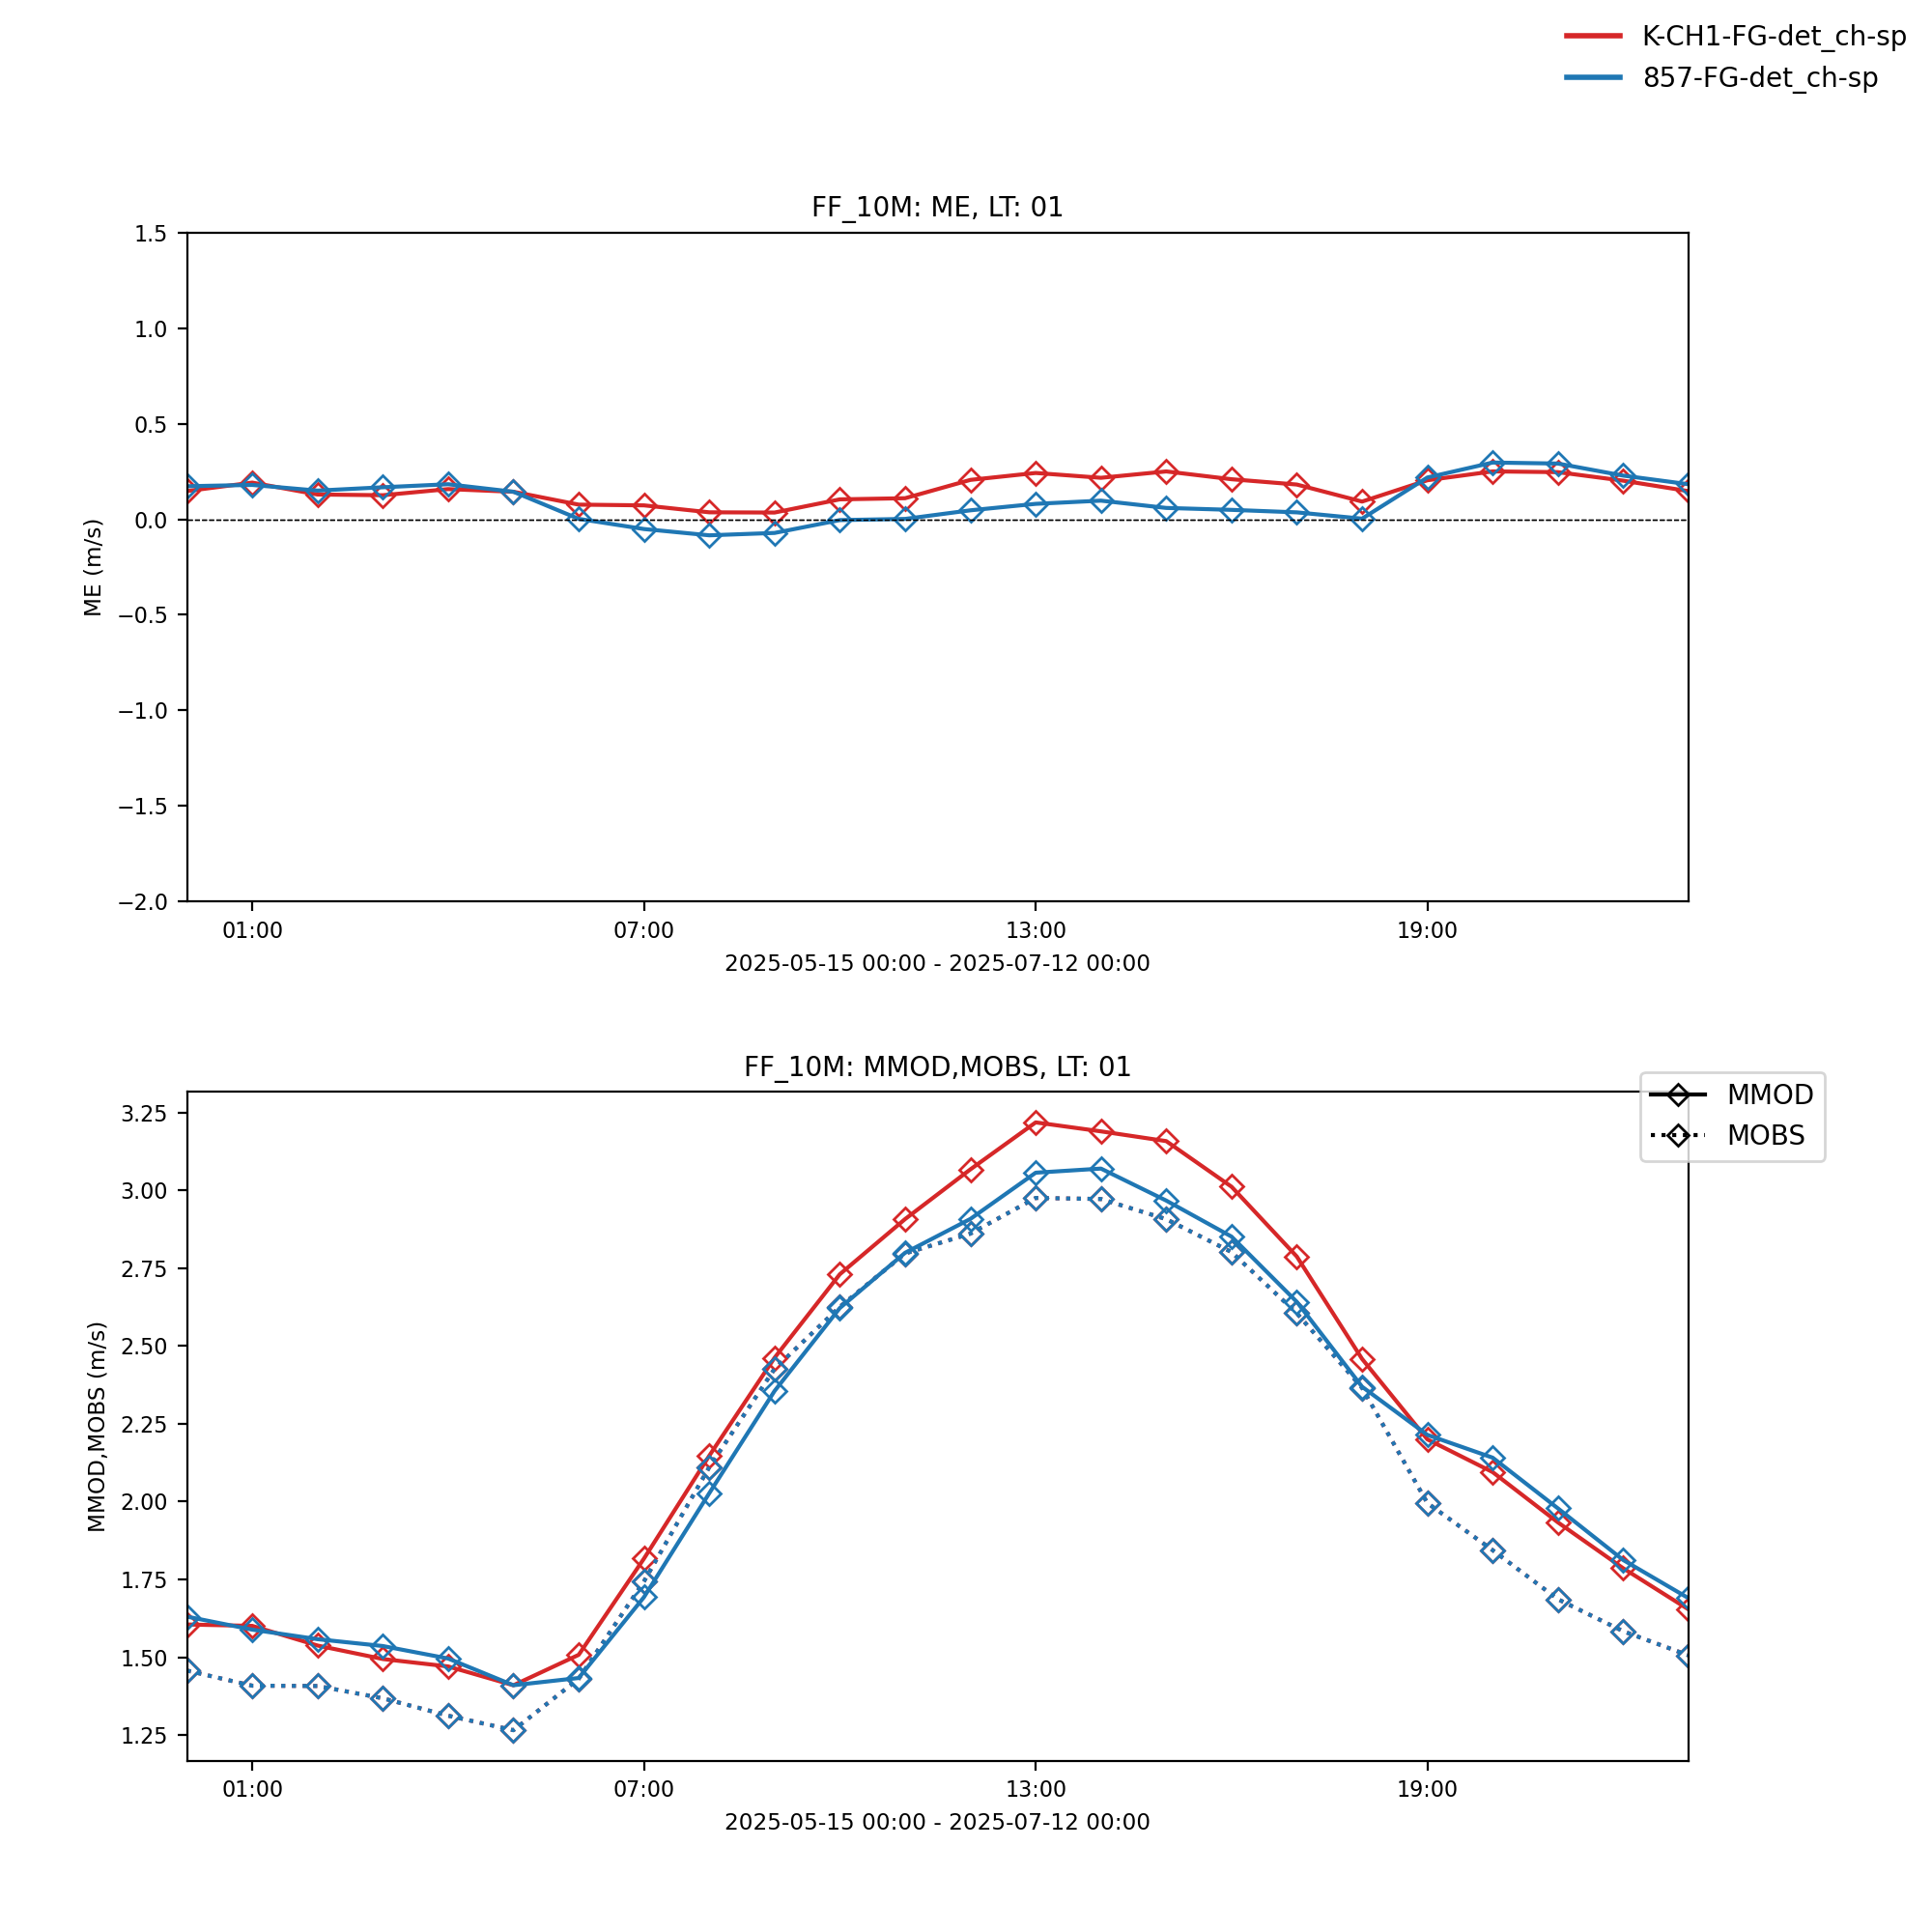 K-CH1-FG-det_ch-sp
857-FG-det_ch-sp
FF_10M: ME, LT: 01
1.5
1.0
0.5
0.0
−0.5
−1.0
−1.5
−2.0
ME (m/s)
01:00 07:00 13:00 19:00
2025-05-15 00:00 - 2025-07-12 00:00
FF_10M: MMOD,MOBS, LT: 01
MMOD
MOBS
3.25
3.00
2.75
2.50
2.25
2.00
1.75
1.50
1.25
MMOD,MOBS (m/s)
01:00 07:00 13:00 19:00
2025-05-15 00:00 - 2025-07-12 00:00